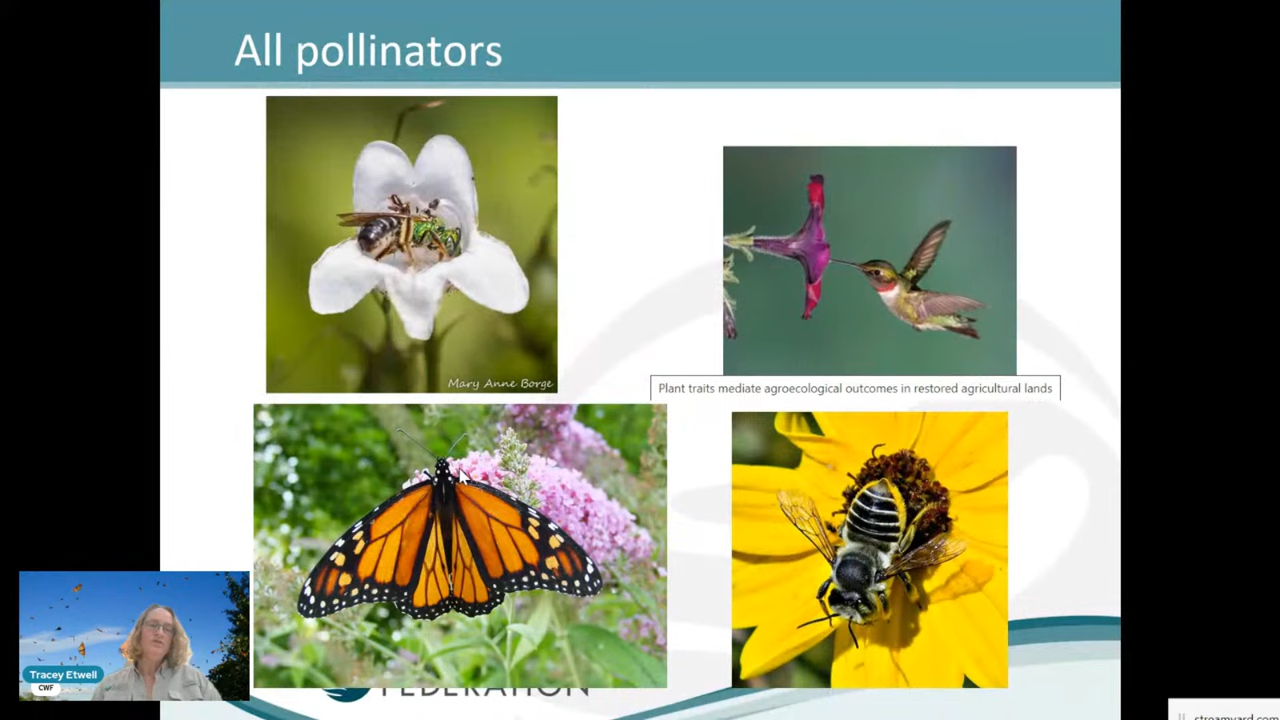 All pollinators
Mary Anne Borge
Plant traits mediate agroecological outcomes in restored agricultural lands
Tracey Etwell
CWF
FEDERATION